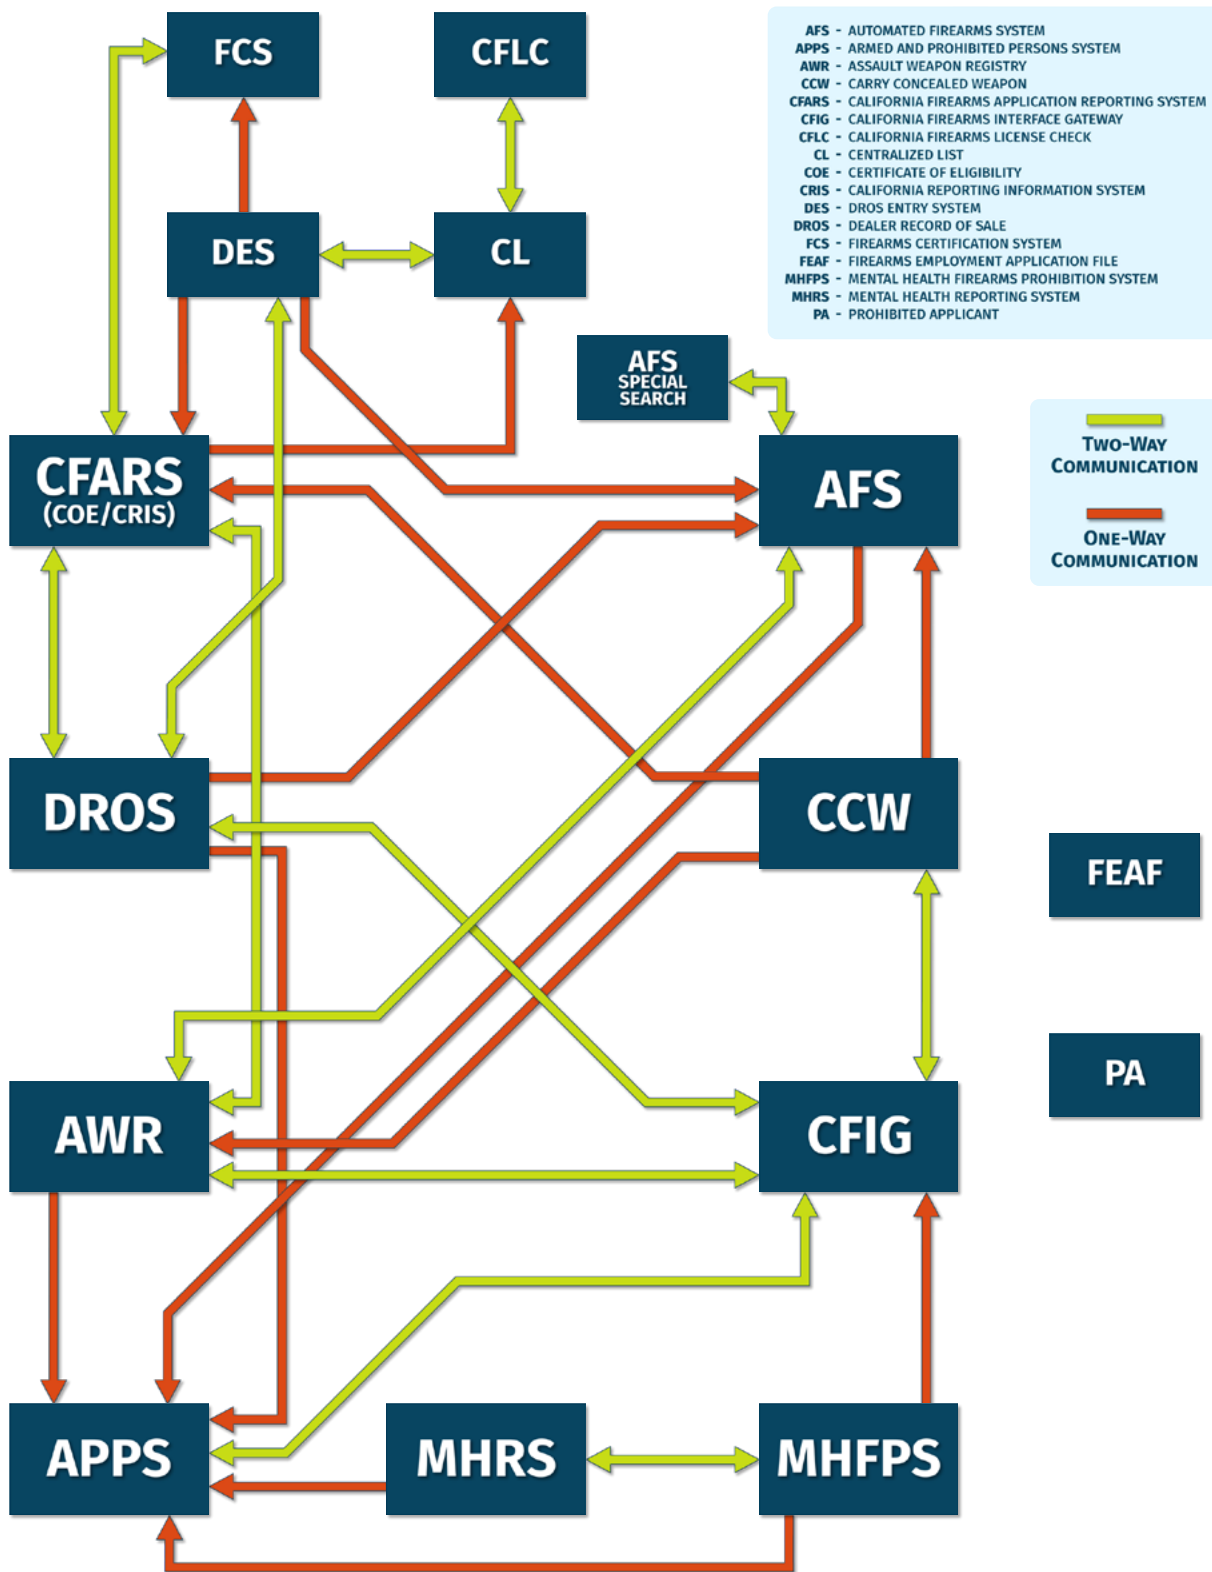 FCS
CFLC
AFS - AUTOMATED FIREARMS SYSTEM
APPS - ARMED AND PROHIBITED PERSONS SYSTEM
AWR - ASSAULT WEAPON REGISTRY
CCW - CARRY CONCEALED WEAPON
CFARS - CALIFORNIA FIREARMS APPLICATION REPORTING SYSTEM
CFIG - CALIFORNIA FIREARMS INTERFACE GATEWAY
CFLC - CALIFORNIA FIREARMS LICENSE CHECK
CL - CENTRALIZED LIST
COE - CERTIFICATE OF ELIGIBILITY
CRIS - CALIFORNIA REPORTING INFORMATION SYSTEM
DES - DROS ENTRY SYSTEM
DROS - DEALER RECORD OF SALE
FCS - FIREARMS CERTIFICATION SYSTEM
FEAF - FIREARMS EMPLOYMENT APPLICATION FILE
MHFPS - MENTAL HEALTH FIREARMS PROHIBITION SYSTEM
MHRS - MENTAL HEALTH REPORTING SYSTEM
PA - PROHIBITED APPLICANT
DES
CL
AFS
SPECIAL
SEARCH
TWO-WAY
COMMUNICATION
ONE-WAY
COMMUNICATION
CFARS
(COE/CRIS)
AFS
DROS
CCW
FEAF
PA
AWR
CFIG
APPS
MHRS
MHFPS